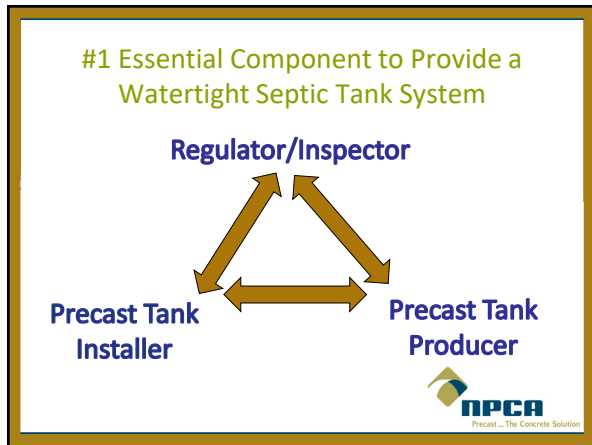 #1 Essential Component to Provide a
Watertight Septic Tank System
Regulator/Inspector
Precast Tank
Installer
Precast Tank
Producer
NPCA
Precast ... The Concrete Solution